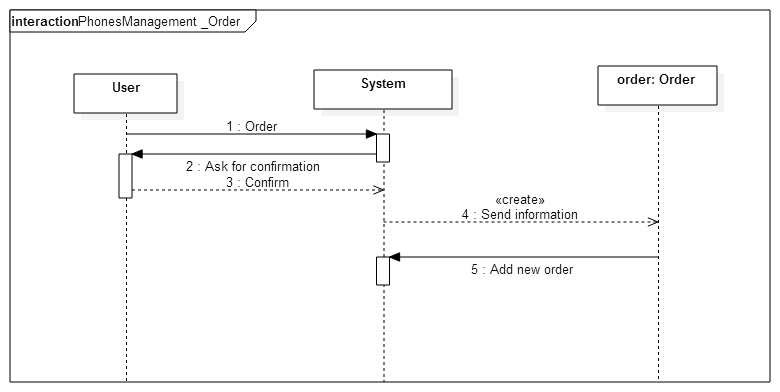 interactionPhonesManagement _Order
User
System
order: Order
1 : Order
2 : Ask for confirmation
3 : Confirm
«create»
4 : Send information
5 : Add new order